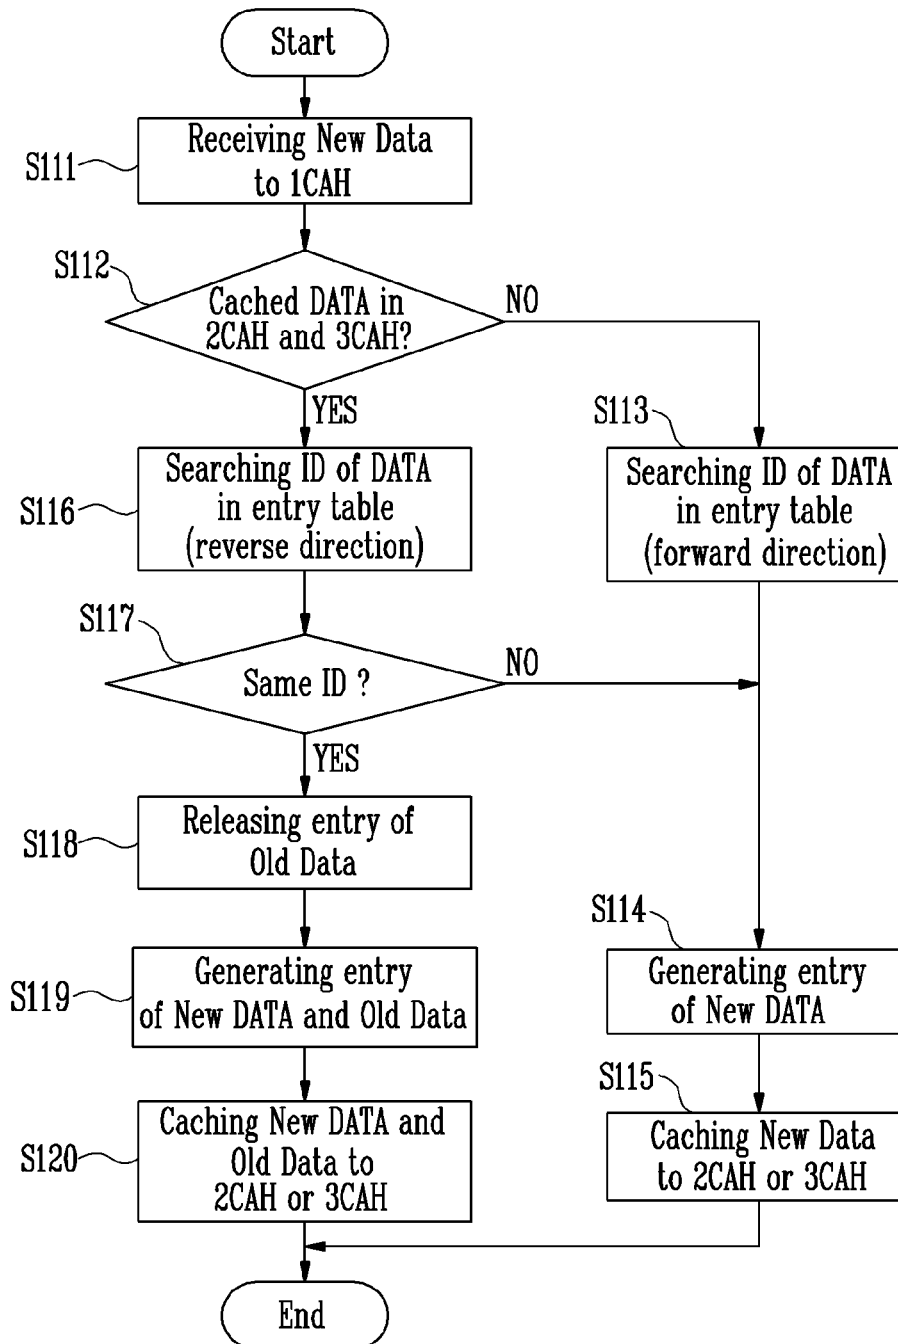 Start
S111
Receiving New Data
to 1CAH
S112
Cached DATA in
2CAH and 3CAH?
NO
YES
S113
Searching ID of DATA
in entry table
(forward direction)
S116
Searching ID of DATA
in entry table
(reverse direction)
S117
Same ID ?
NO
YES
S118
Releasing entry of
Old Data
S119
Generating entry
of New DATA and Old Data
S114
Generating entry
of New DATA
S120
Caching New DATA and
Old Data to
2CAH or 3CAH
S115
Caching New Data
to 2CAH or 3CAH
End